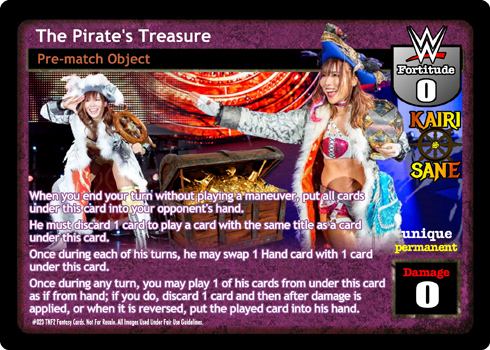 The Pirate's Treasure
Pre-match Object
W
Fortitude
0
KAIRI
SANE
When you end your turn without playing a maneuver, put all cards
under this card into your opponent's hand.
He must discard 1 card to play a card with the same title as a card
under this card.
Once during each of his turns, he may swap 1 Hand card with 1 card
under this card.
Once during any turn, you may play 1 of his cards from under this card
as if from hand; if you do, discard 1 card and then after damage is
applied, or when it is reversed, put the played card into his hand.
unique
permanent
Damage
0
#023 TNF2 Fantasy Cards. Not For Resale. All Images Used Under Fair Use Guidelines.